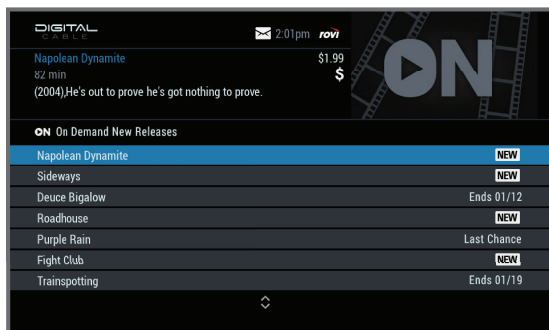 DIGITAL
CABLE
2:01pm rovi
Napolean Dynamite $1.99
82 min $
(2004),He's out to prove he's got nothing to prove.
ON
ON On Demand New Releases
Napolean Dynamite NEW
Sideways NEW
Deuce Bigalow Ends 01/12
Roadhouse NEW
Purple Rain Last Chance
Fight Club NEW
Trainspotting Ends 01/19